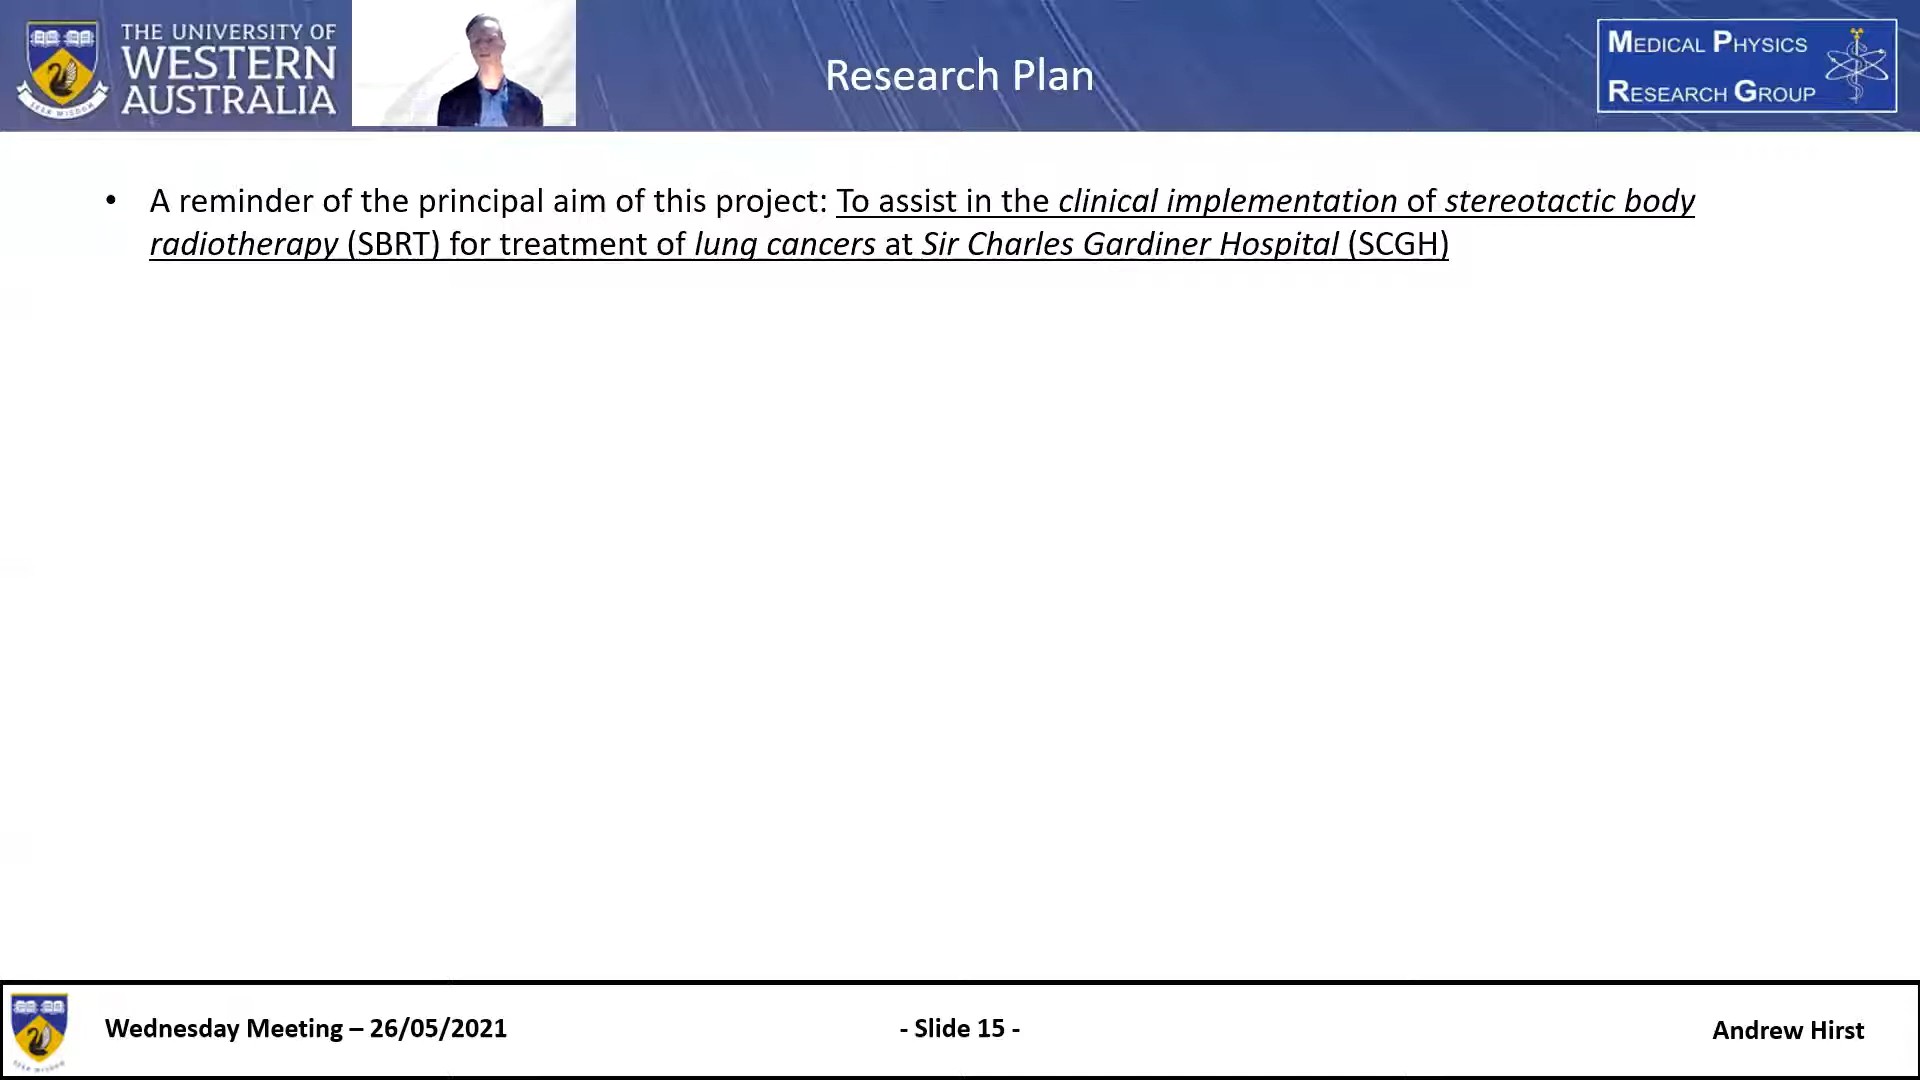 THE UNIVERSITY OF
WESTERN
AUSTRALIA
Research Plan
MEDICAL PHYSICS
RESEARCH GROUP
• A reminder of the principal aim of this project: To assist in the clinical implementation of stereotactic body
radiotherapy (SBRT) for treatment of lung cancers at Sir Charles Gardiner Hospital (SCGH)
Wednesday Meeting – 26/05/2021
- Slide 15 -
Andrew Hirst